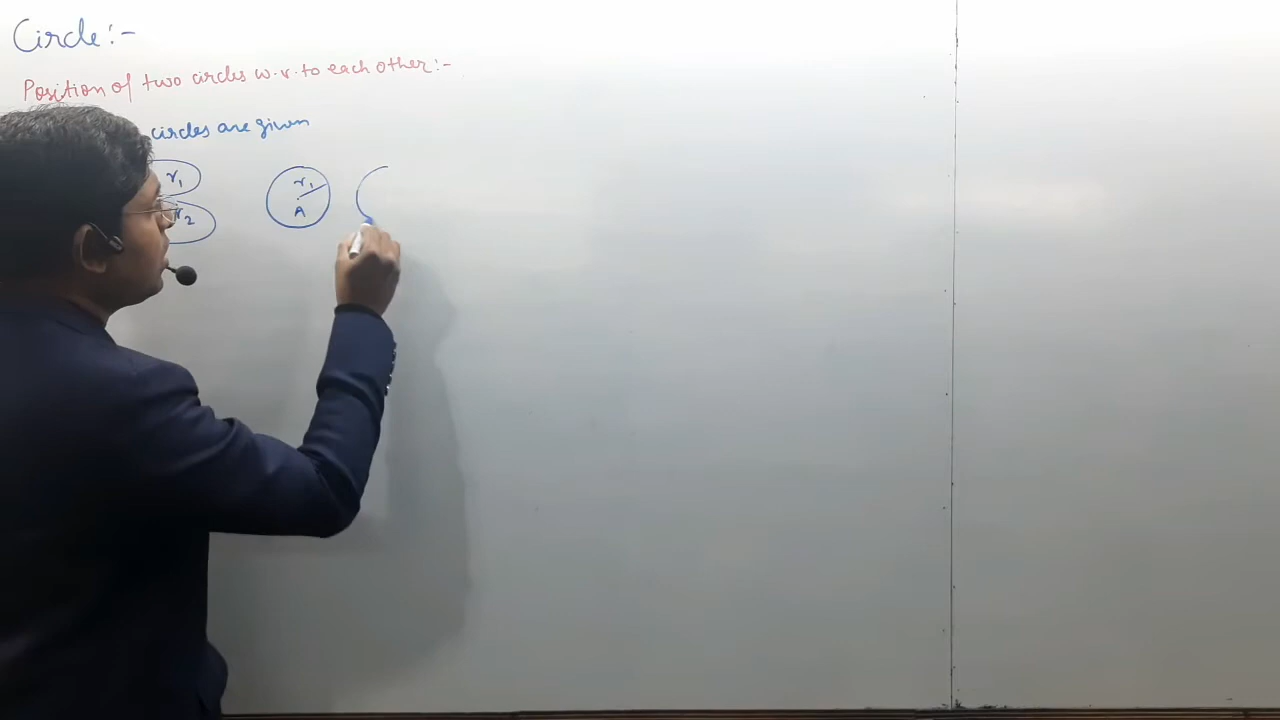 Circle :-
Position of two circles w.r. to each other :-
circles are given
r₁
r₂
r₁
A